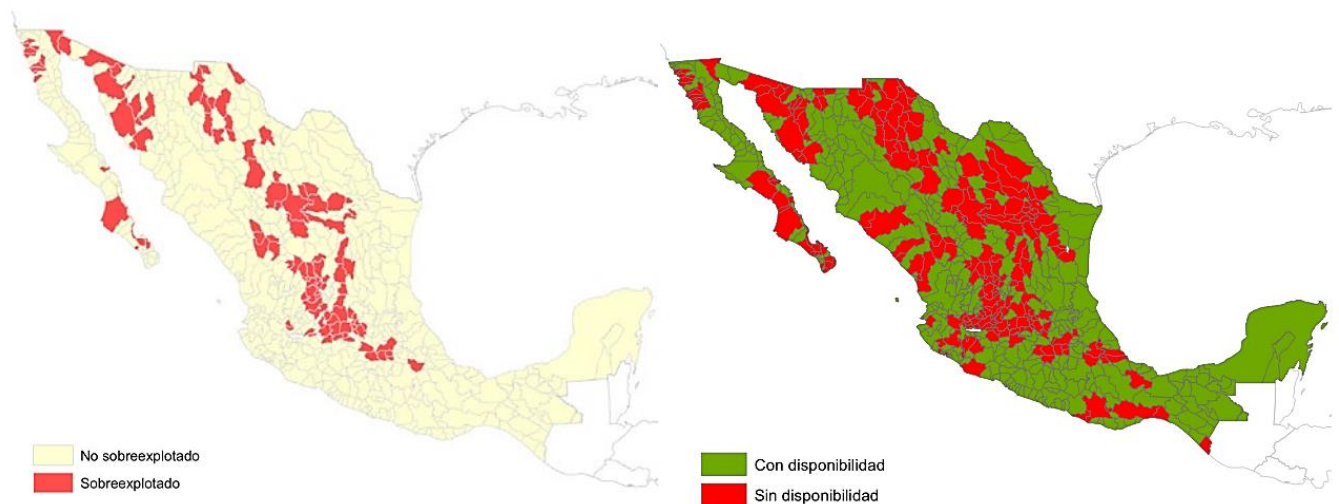 No sobreexplotado
Sobreexplotado
Con disponibilidad
Sin disponibilidad